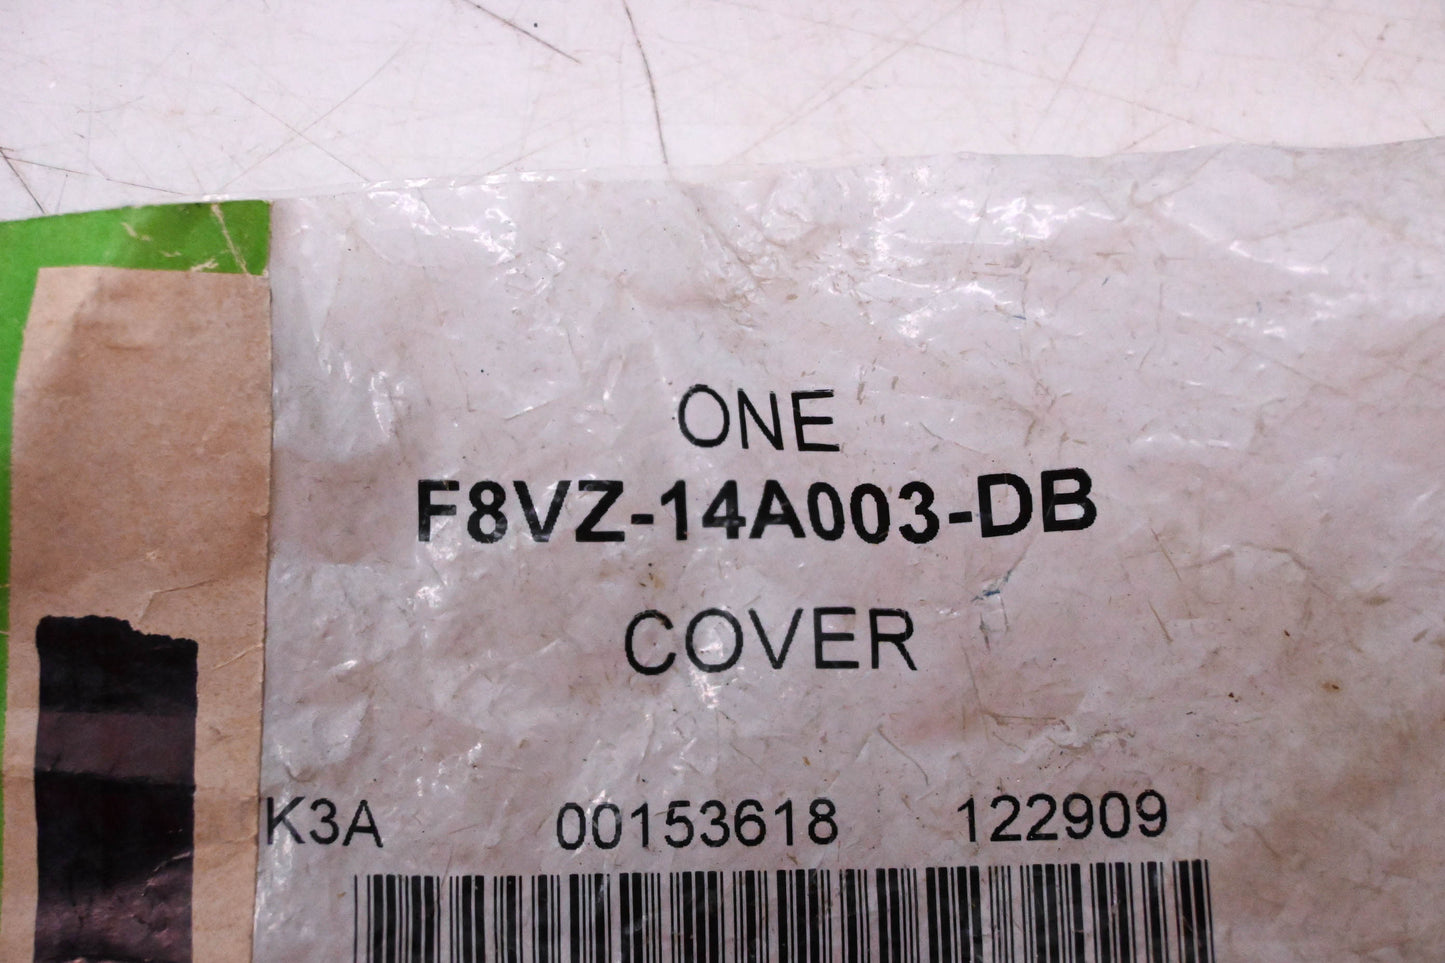 ONE
F8VZ-14A003-DB
COVER
K3A 00153618 122909